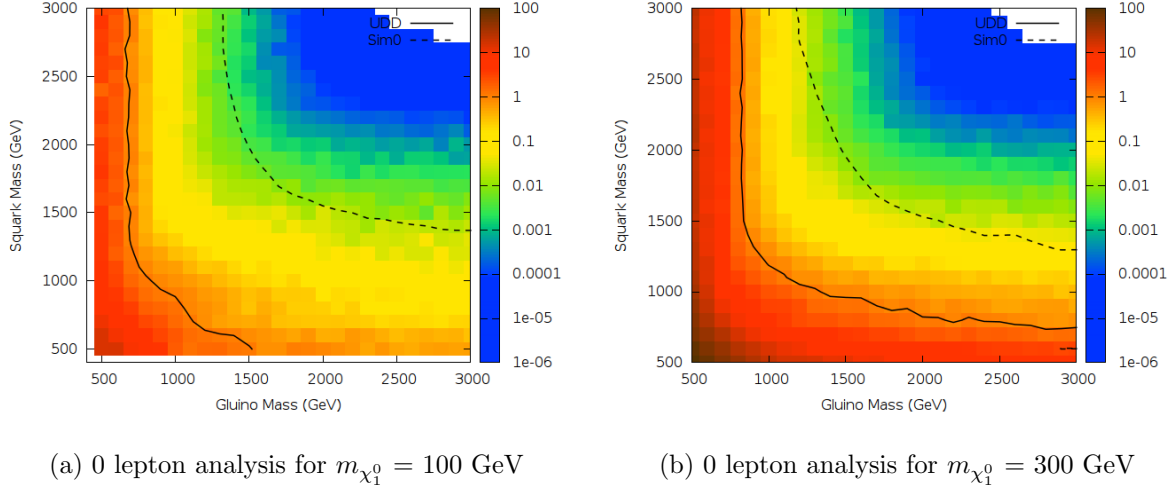 3000
2500
2000
1500
1000
500
Squark Mass (GeV)
UDD
Sim0
500
1000
1500
2000
2500
3000
Gluino Mass (GeV)
100
10
1
0.1
0.01
0.001
0.0001
1e-05
1e-06
(a) 0 lepton analysis for $m_{\chi_1^0}$ = 100 GeV
3000
2500
2000
1500
1000
500
Squark Mass (GeV)
UDD
Sim0
500
1000
1500
2000
2500
3000
Gluino Mass (GeV)
100
10
1
0.1
0.01
0.001
0.0001
1e-05
1e-06
(b) 0 lepton analysis for $m_{\chi_1^0}$ = 300 GeV